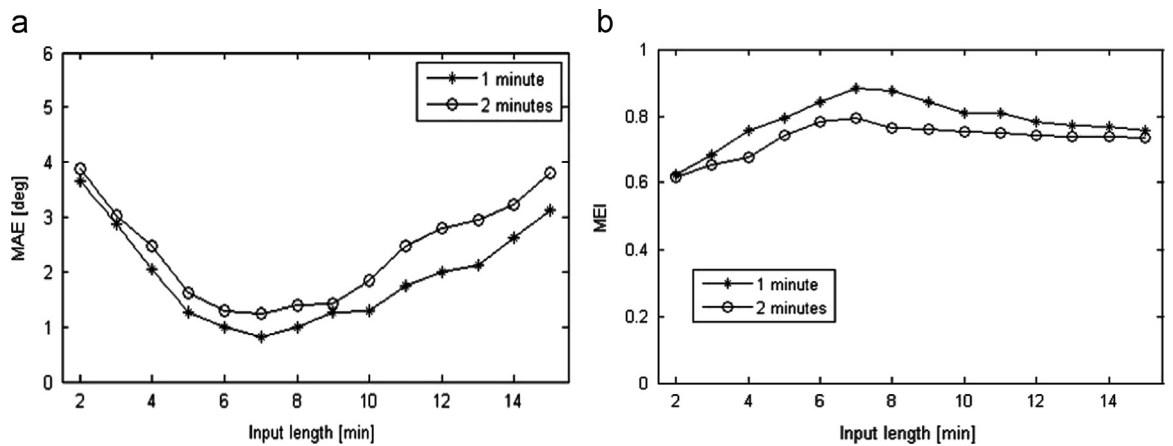 a
6
5
4
3
2
1
0
MAE [deg]
1 minute
2 minutes
2 4 6 8 10 12 14
Input length [min]
b
1
0.8
0.6
0.4
0.2
0
MEI
1 minute
2 minutes
2 4 6 8 10 12 14
Input length [min]